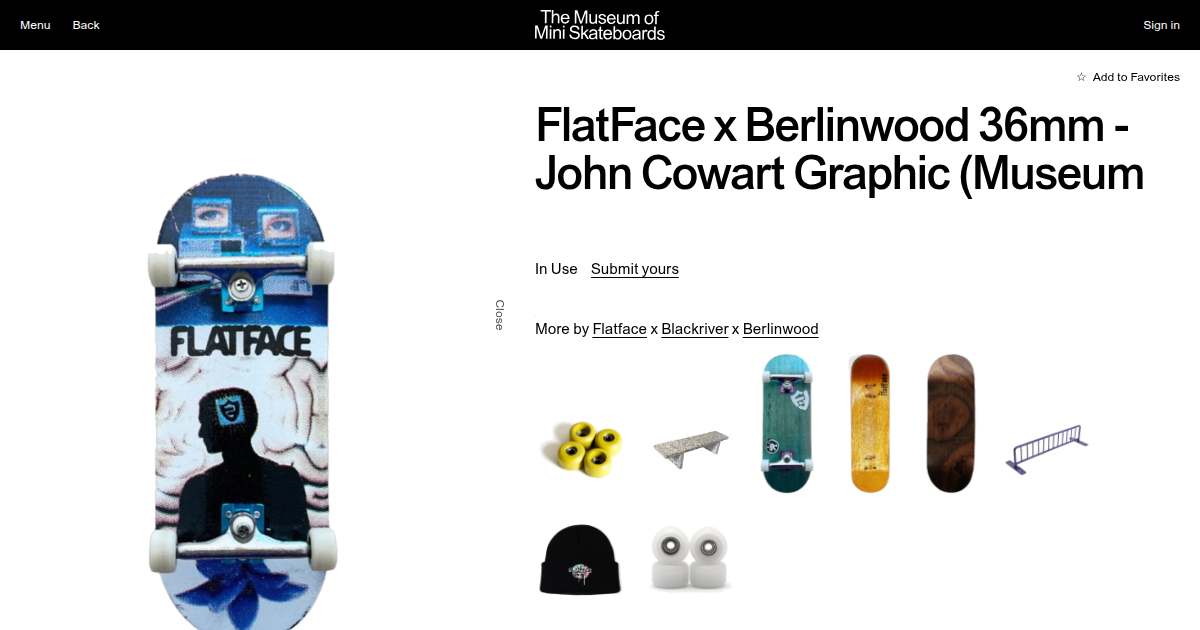 Menu
Back
The Museum of
Mini Skateboards
Sign in
☆ Add to Favorites
FlatFace x Berlinwood 36mm -
John Cowart Graphic (Museum
In Use Submit yours
Close
More by Flatface x Blackriver x Berlinwood
FLATFACE